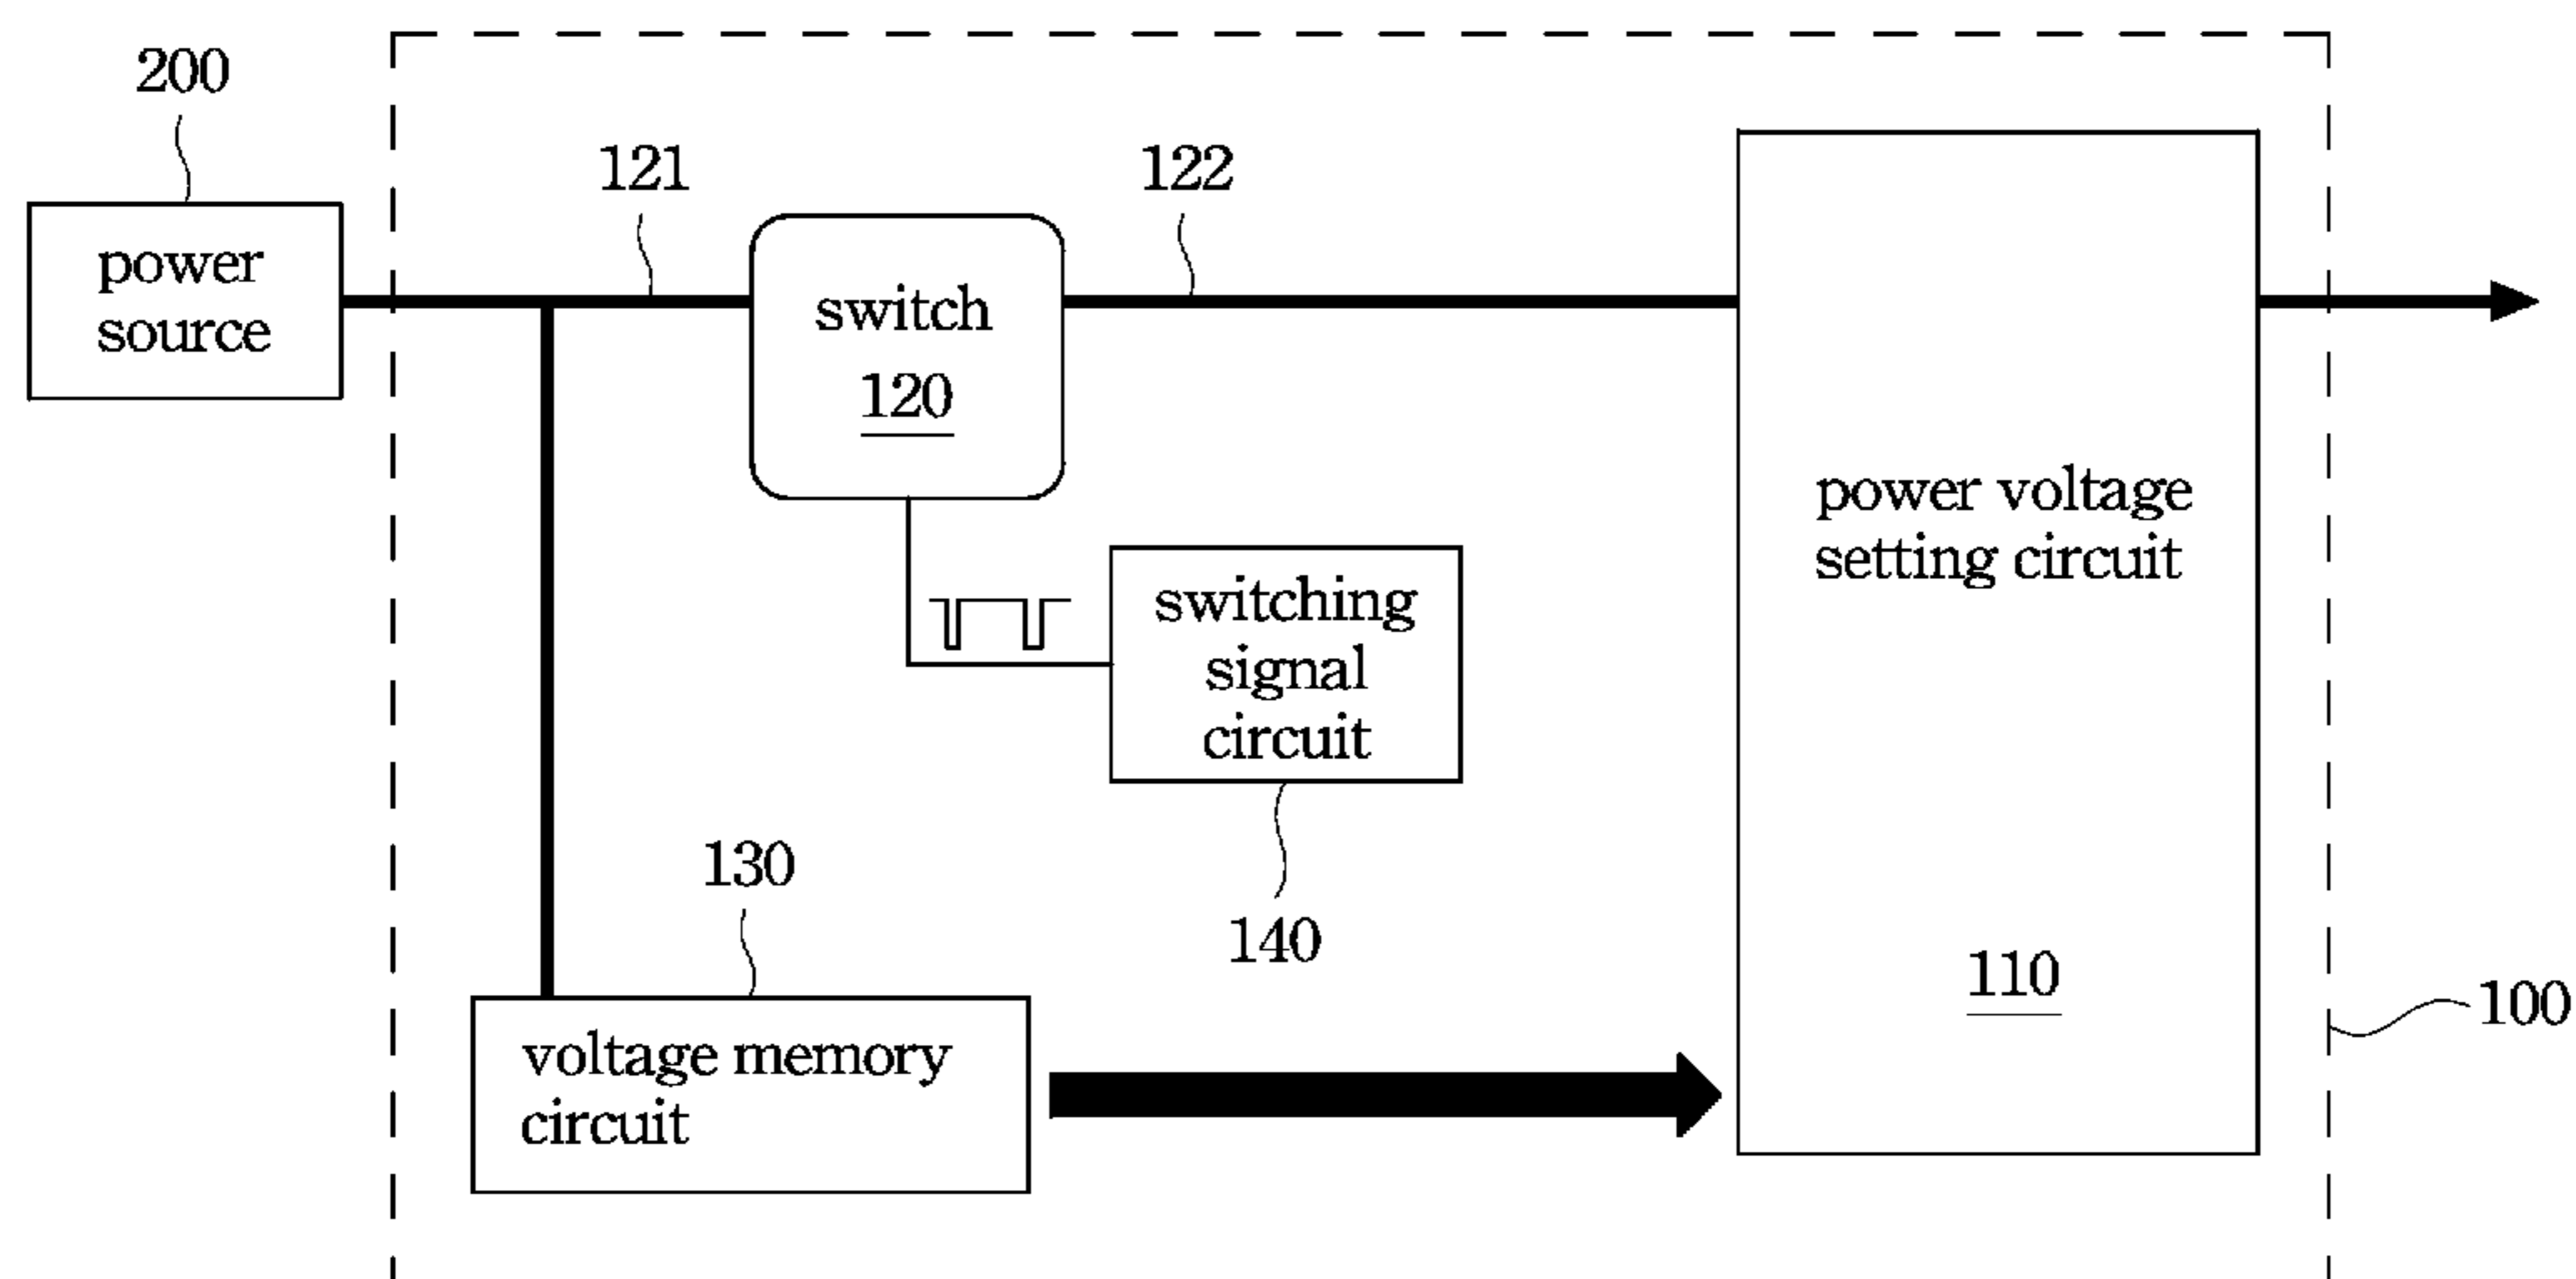 200
121
122
power
source
switch
120
power voltage
setting circuit
switching
signal
circuit
130
140
110
100
voltage memory
circuit